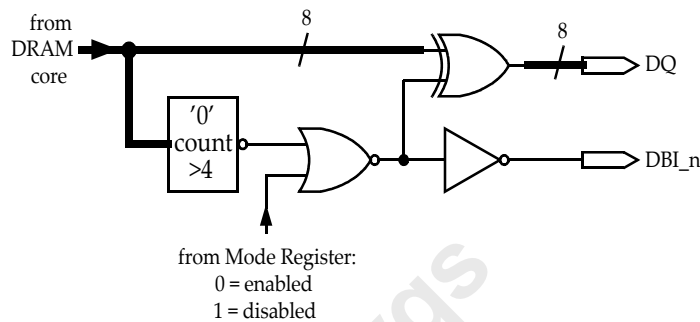 from
DRAM
core
8
8
DQ
'0'
count
>4
DBI_n
from Mode Register:
0 = enabled
1 = disabled